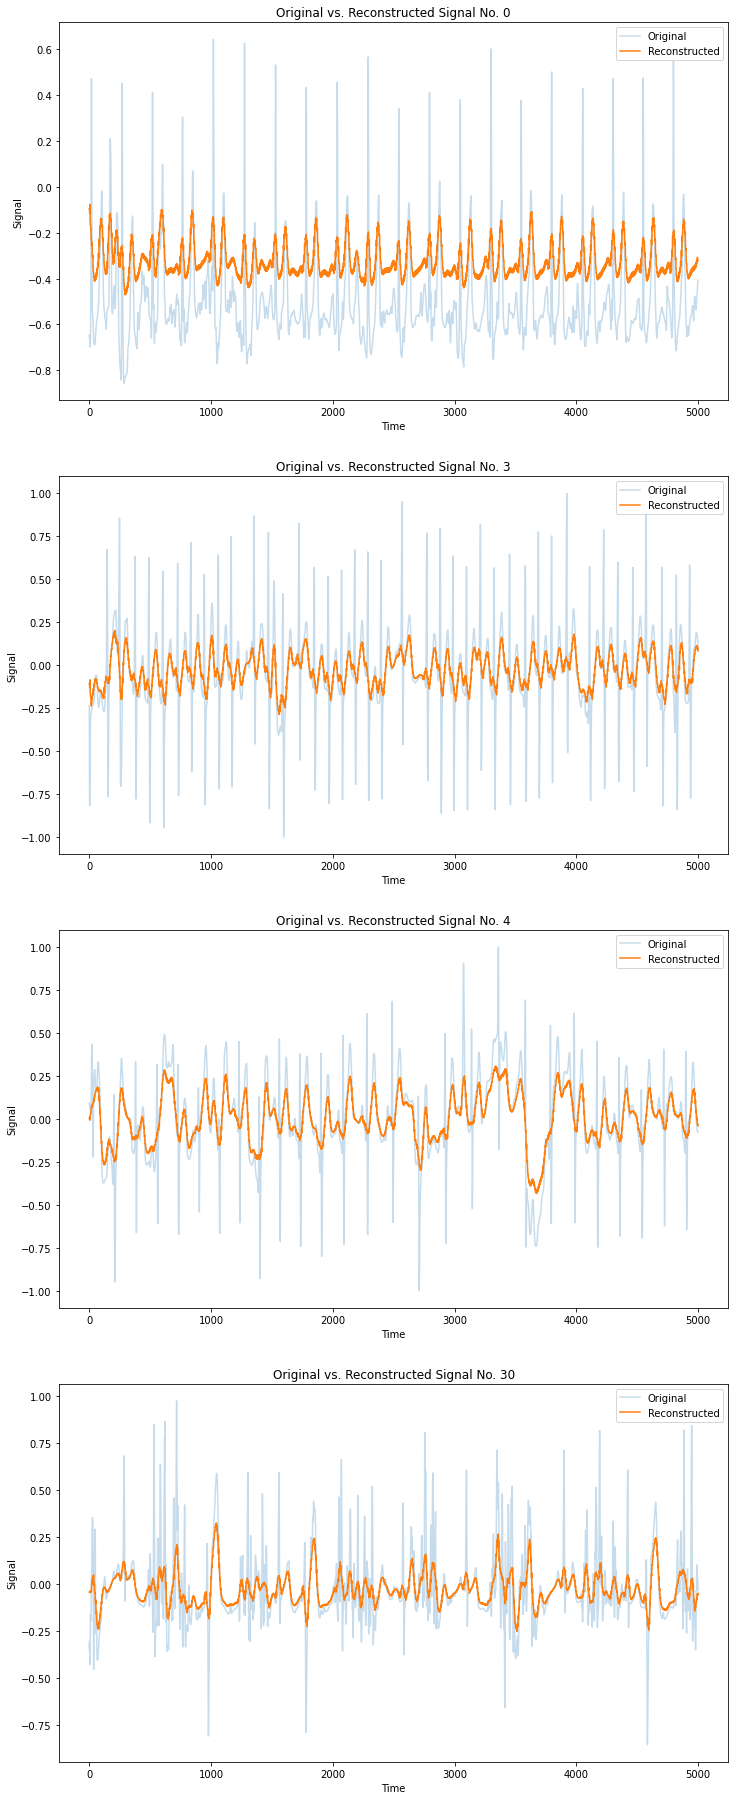 Original vs. Reconstructed Signal No. 0
Original
Reconstructed
0.6
0.4
0.2
0.0
−0.2
−0.4
−0.6
−0.8
Signal
0 1000 2000 3000 4000 5000
Time
Original vs. Reconstructed Signal No. 3
Original
Reconstructed
1.00
0.75
0.50
0.25
0.00
−0.25
−0.50
−0.75
−1.00
Signal
0 1000 2000 3000 4000 5000
Time
Original vs. Reconstructed Signal No. 4
Original
Reconstructed
1.00
0.75
0.50
0.25
0.00
−0.25
−0.50
−0.75
−1.00
Signal
0 1000 2000 3000 4000 5000
Time
Original vs. Reconstructed Signal No. 30
Original
Reconstructed
1.00
0.75
0.50
0.25
0.00
−0.25
−0.50
−0.75
Signal
0 1000 2000 3000 4000 5000
Time